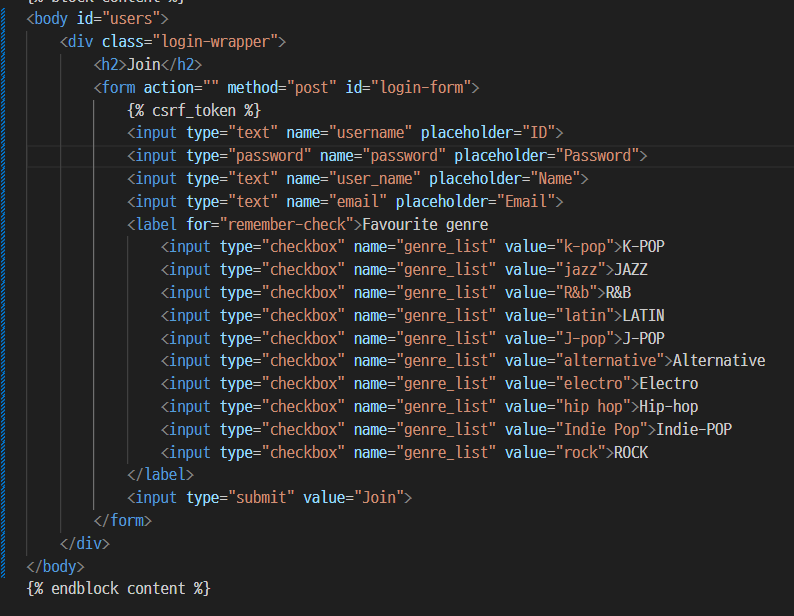 {% block content %}
<body id="users">
<div class="login-wrapper">
<h2>Join</h2>
<form action="" method="post" id="login-form">
{% csrf_token %}
<input type="text" name="username" placeholder="ID">
<input type="password" name="password" placeholder="Password">
<input type="text" name="user_name" placeholder="Name">
<input type="text" name="email" placeholder="Email">
<label for="remember-check">Favourite genre
<input type="checkbox" name="genre_list" value="k-pop">K-POP
<input type="checkbox" name="genre_list" value="jazz">JAZZ
<input type="checkbox" name="genre_list" value="R&b">R&B
<input type="checkbox" name="genre_list" value="latin">LATIN
<input type="checkbox" name="genre_list" value="J-pop">J-POP
<input type="checkbox" name="genre_list" value="alternative">Alternative
<input type="checkbox" name="genre_list" value="electro">Electro
<input type="checkbox" name="genre_list" value="hip hop">Hip-hop
<input type="checkbox" name="genre_list" value="Indie Pop">Indie-POP
<input type="checkbox" name="genre_list" value="rock">ROCK
</label>
<input type="submit" value="Join">
</form>
</div>
</body>
{% endblock content %}